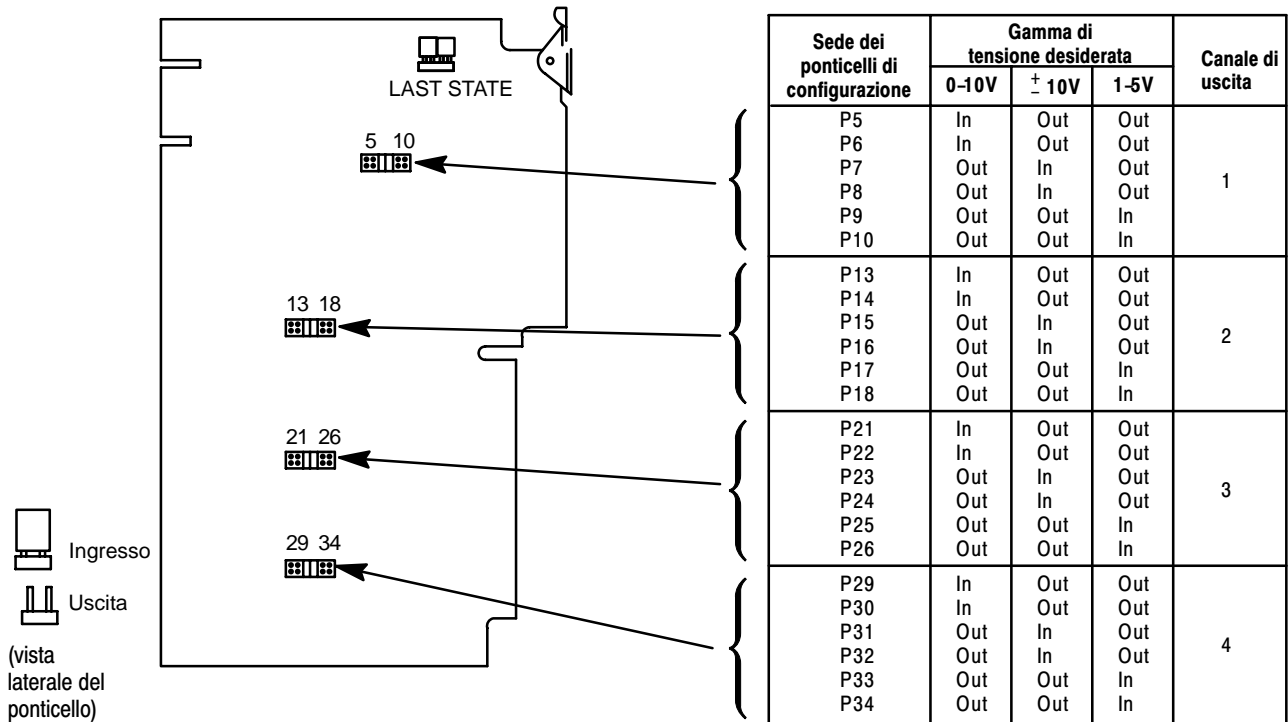 LAST STATE
5 10
13 18
21 26
29 34
Ingresso
Uscita
(vista
laterale del
ponticello)
Sede dei
ponticelli di
configurazione
Gamma di
tensione desiderata
Canale di
uscita
0–10V ± 10V 1–5V
P5 In Out Out
P6 In Out Out
P7 Out In Out
P8 Out In Out
P9 Out Out In
P10 Out Out In
1
P13 In Out Out
P14 In Out Out
P15 Out In Out
P16 Out In Out
P17 Out Out In
P18 Out Out In
2
P21 In Out Out
P22 In Out Out
P23 Out In Out
P24 Out In Out
P25 Out Out In
P26 Out Out In
3
P29 In Out Out
P30 In Out Out
P31 Out In Out
P32 Out In Out
P33 Out Out In
P34 Out Out In
4